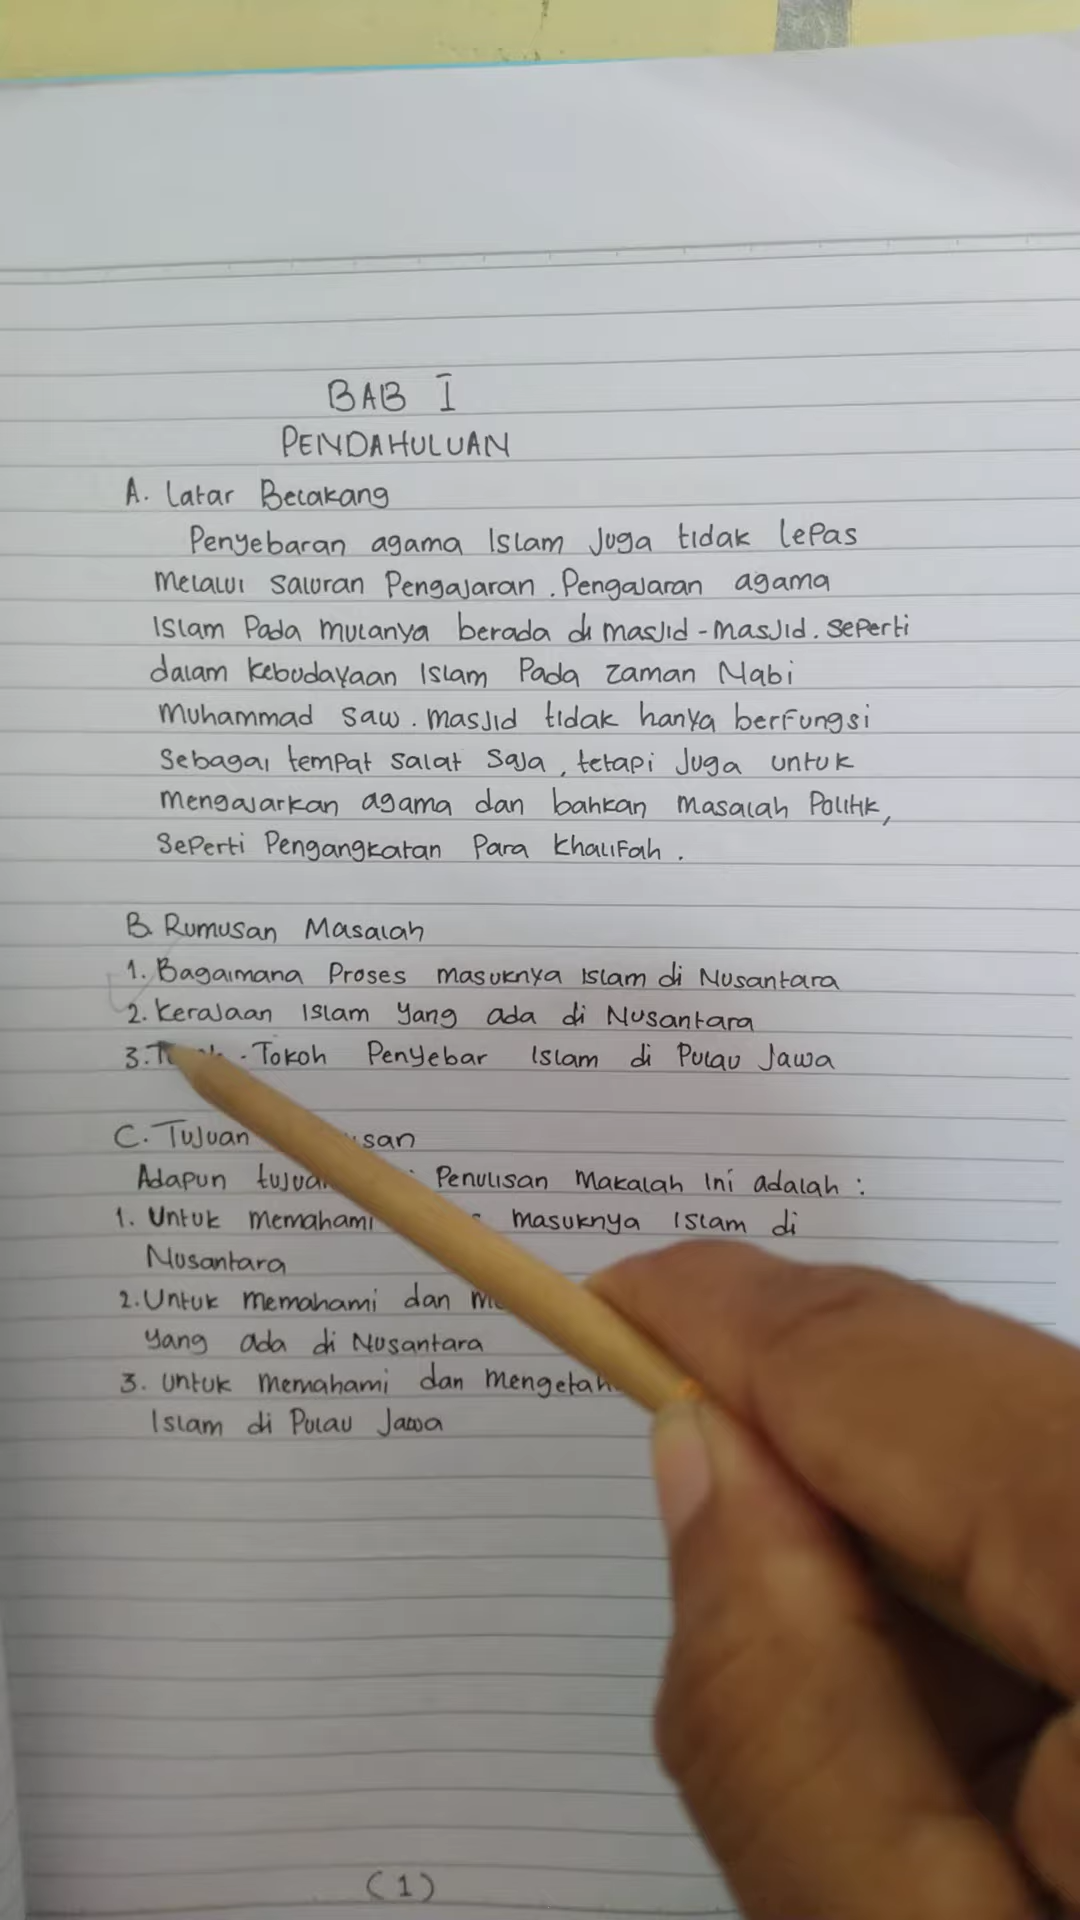 BAB I
PENDAHULUAN
A. Latar Belakang
Penyebaran agama Islam Juga tidak lepas
melalui saluran Pengajaran. Pengajaran agama
Islam Pada mulanya berada di masjid-masjid. seperti
dalam kebudayaan Islam Pada zaman Nabi
Muhammad saw. masjid tidak hanya berfungsi
sebagai tempat salat saja, tetapi juga untuk
mengajarkan agama dan bahkan masalah Politik,
seperti Pengangkatan Para khalifah.
B. Rumusan Masalah
1. Bagaimana Proses masuknya Islam di Nusantara
2. Kerajaan Islam yang ada di Nusantara
3. - Tokoh Penyebar Islam di Pulau Jawa
C. Tujuan
Adapun Penulisan Makalah ini adalah :
1. Untuk memahami masuknya Islam di
Nusantara
2. Untuk memahami dan
yang ada di Nusantara
3. untuk memahami dan
Islam di Pulau Jawa
(1)